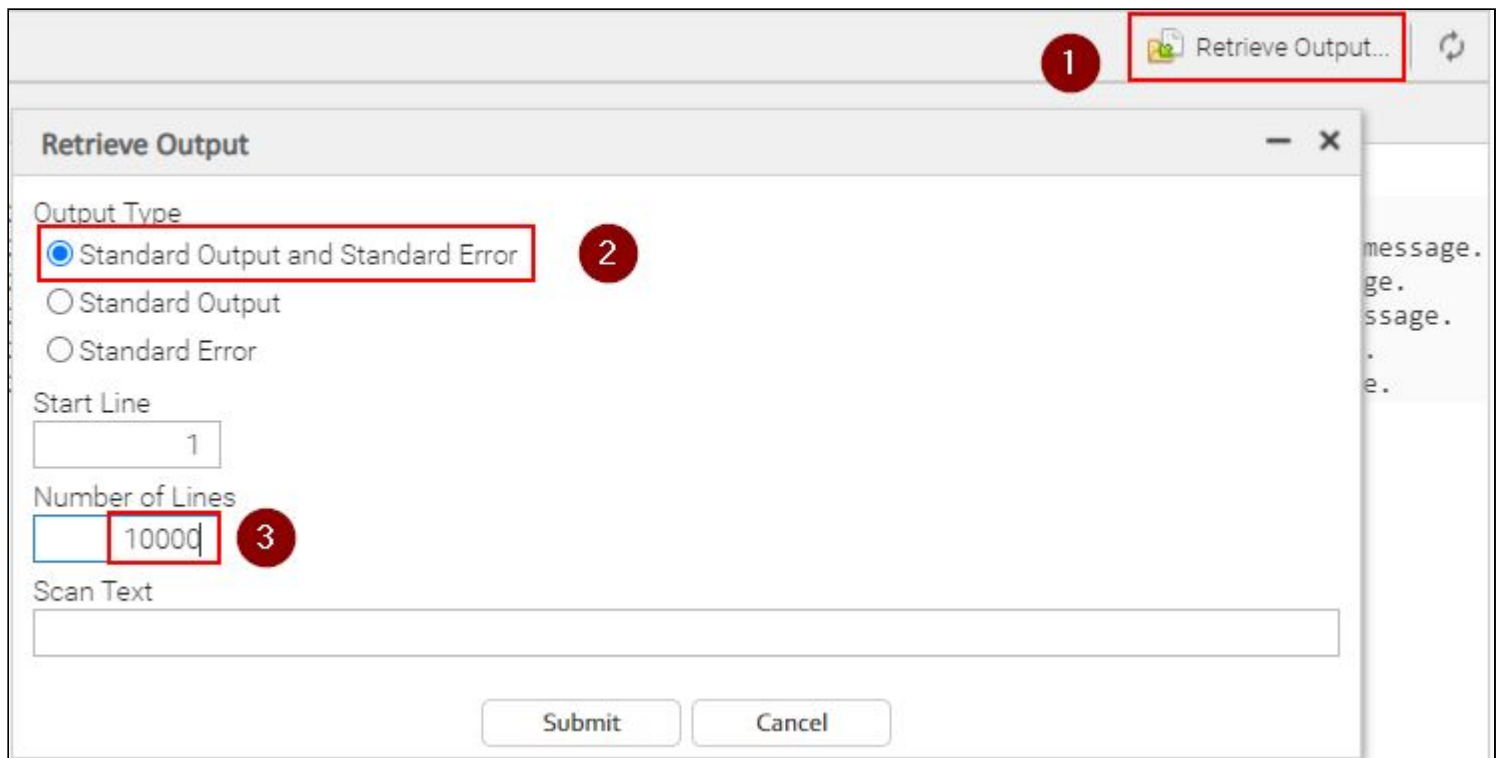 1 Retrieve Output...
Retrieve Output
Output Type
Standard Output and Standard Error 2
message.
Standard Output
ssage.
Standard Error
Start Line
1
Number of Lines
10000 3
Scan Text
Submit Cancel